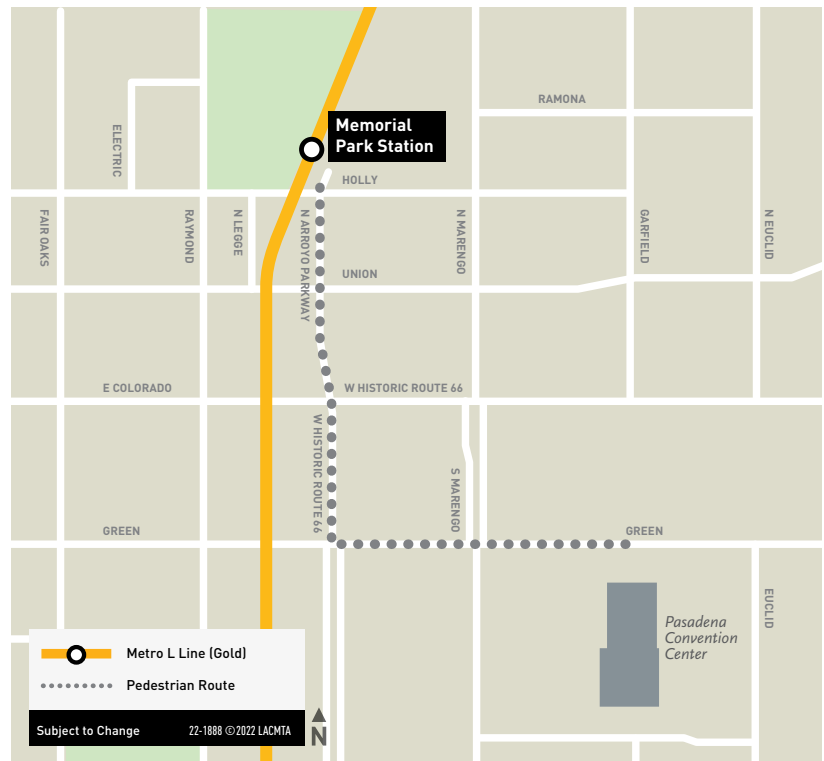 RAMONA
Memorial
Park Station
ELECTRIC
HOLLY
FAIR OAKS
RAYMOND
N LEGGE
N ARROYO PARKWAY
N MARENGO
GARFIELD
N EUCLID
UNION
E COLORADO
W HISTORIC ROUTE 66
W HISTORIC ROUTE 66
S MARENGO
GREEN
GREEN
EUCLID
Pasadena
Convention
Center
Metro L Line (Gold)
Pedestrian Route
Subject to Change
22-1888 ©2022 LACMTA
N